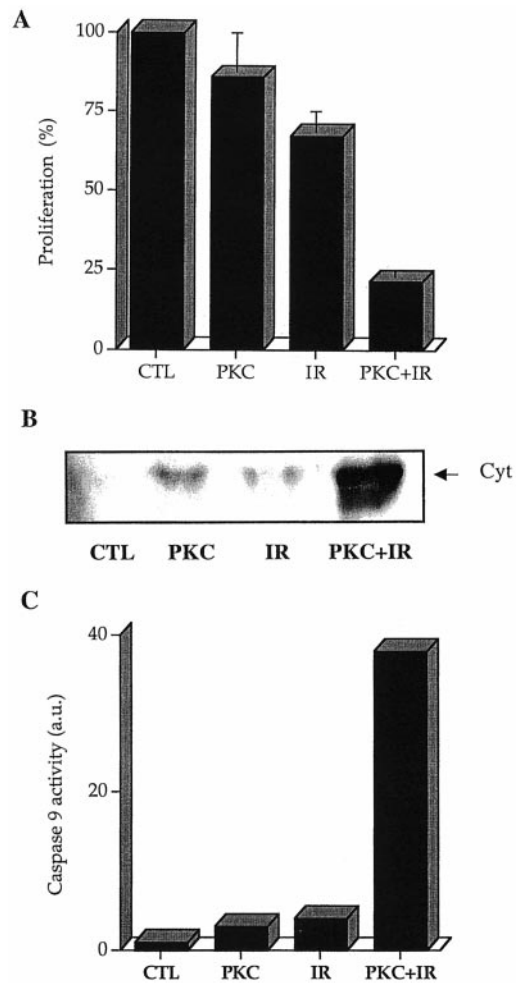 A
Proliferation (%)
100
75
50
25
0
CTL PKC IR PKC+IR
B
Cyt
CTL PKC IR PKC+IR
C
Caspase 9 activity (a.u.)
40
20
0
CTL PKC IR PKC+IR